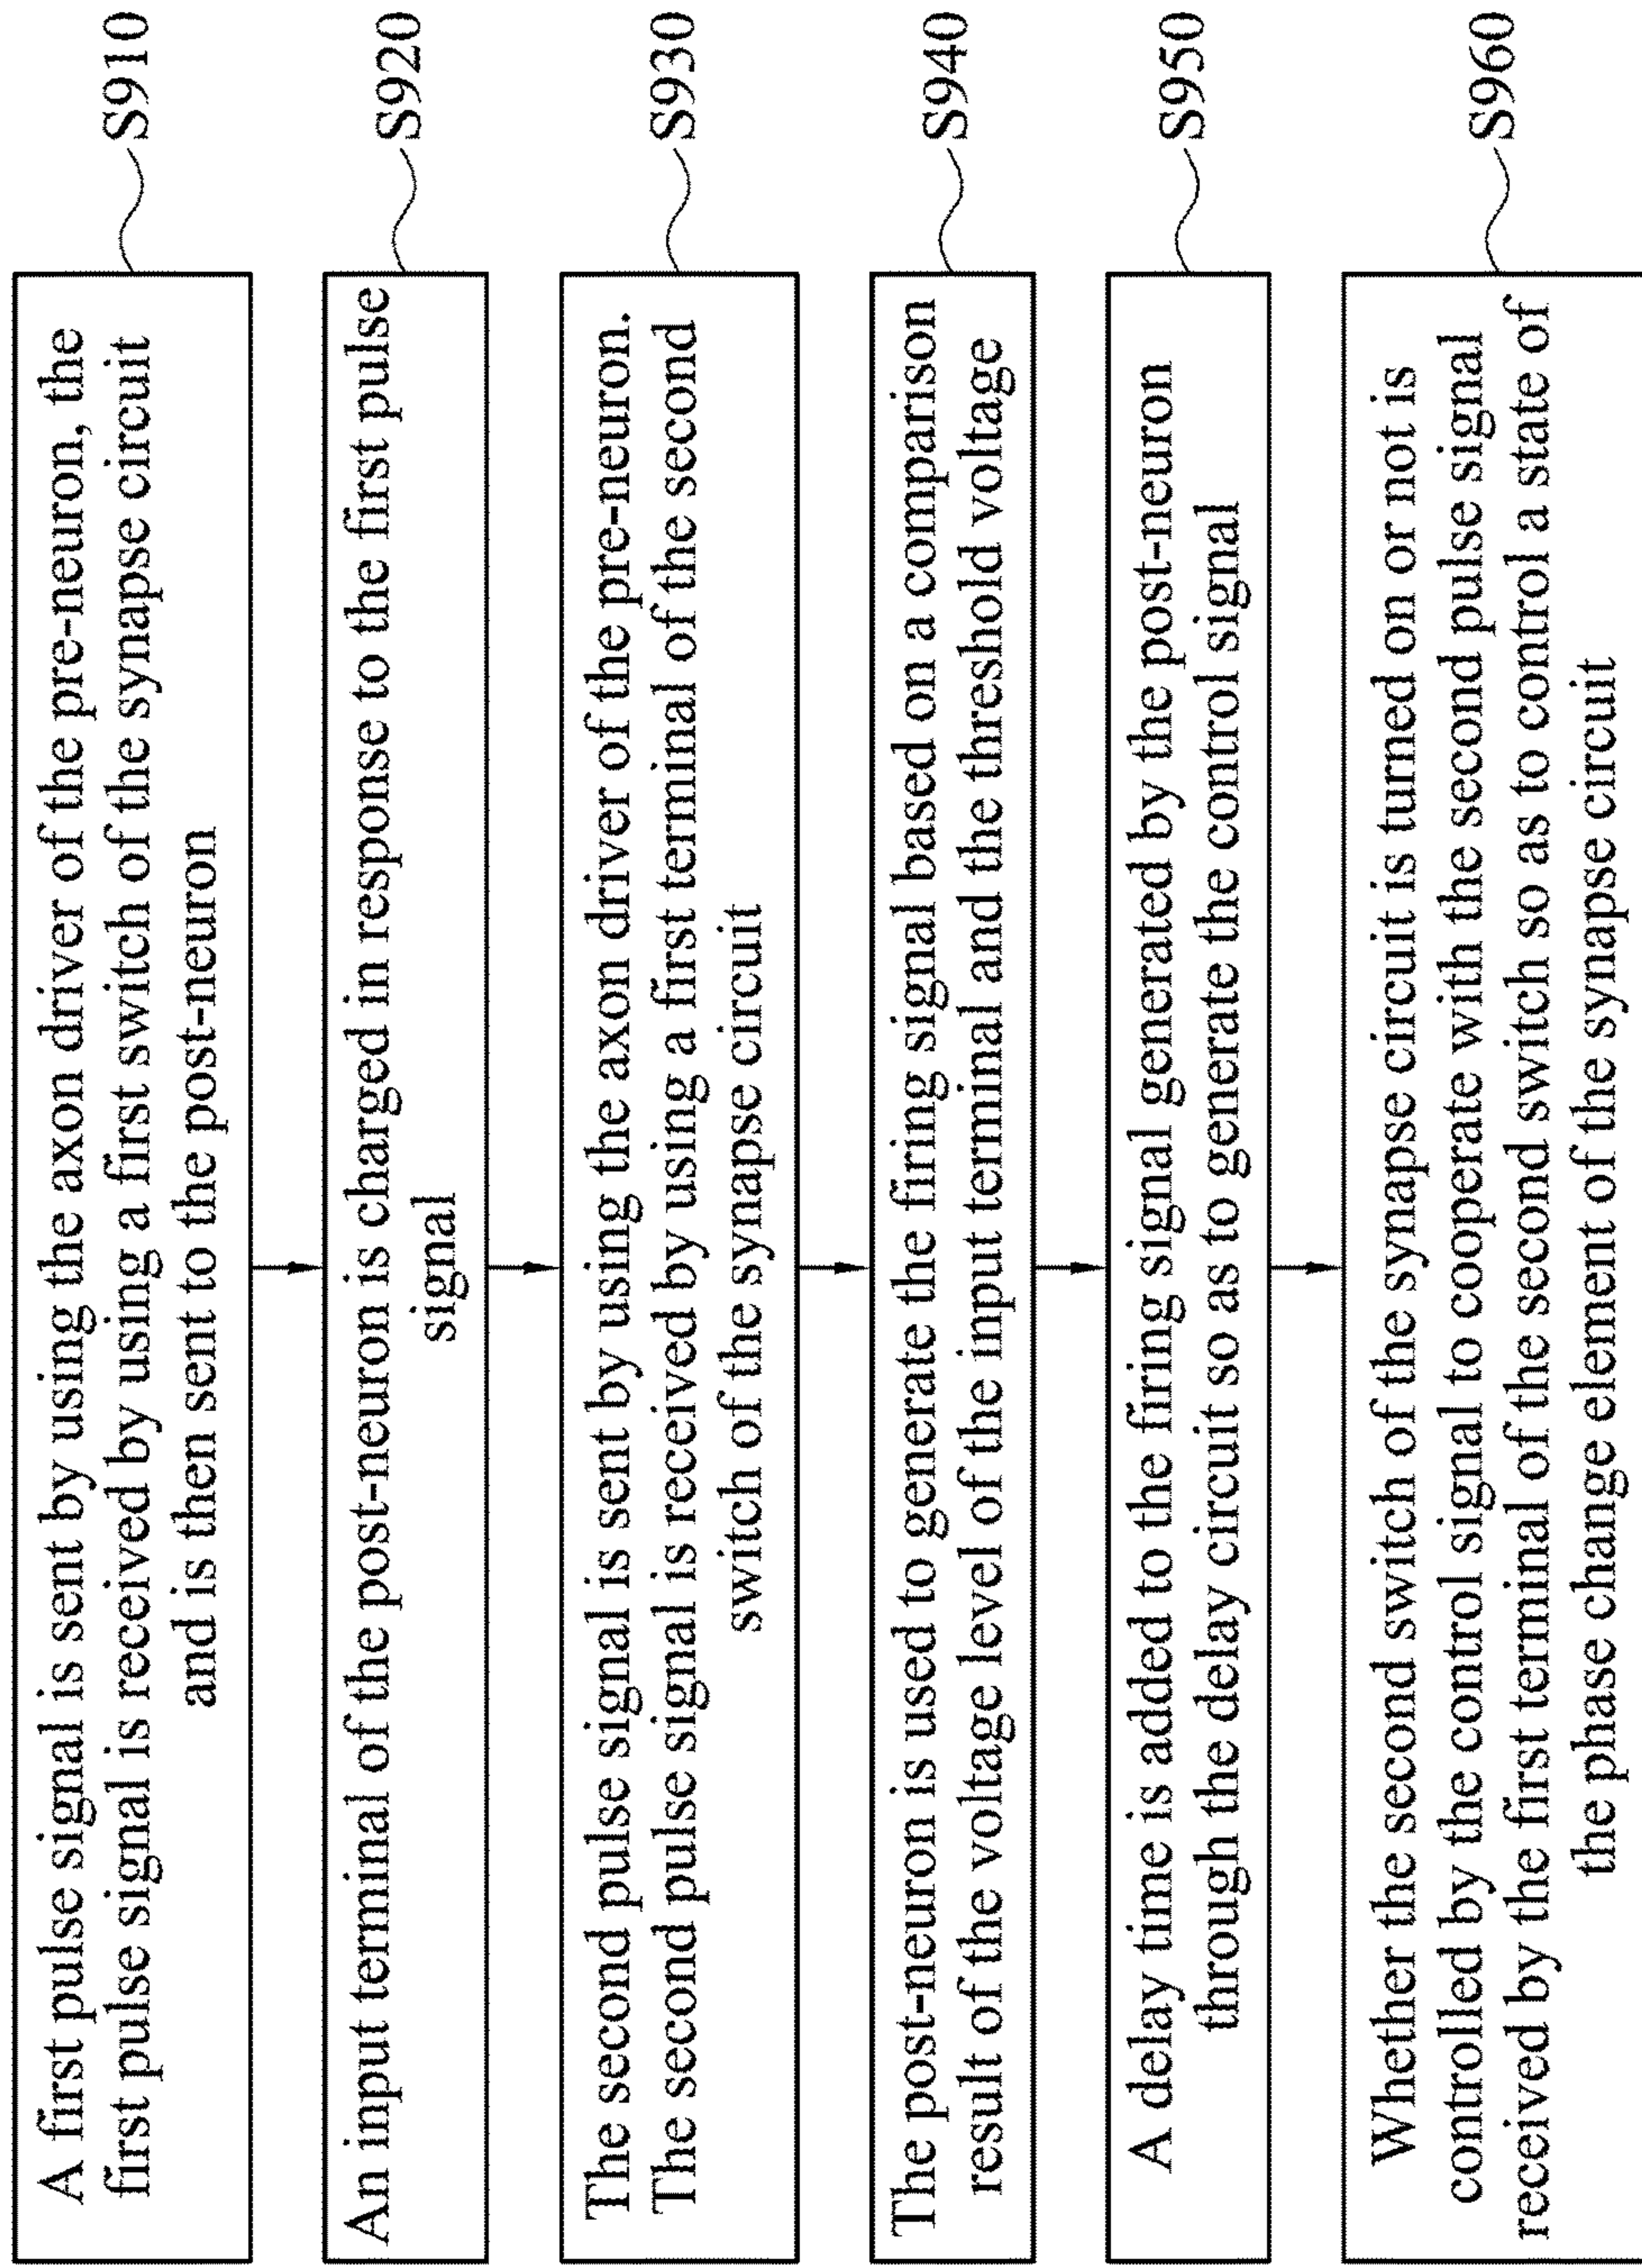 A first pulse signal is sent by using the axon driver of the pre-neuron, the
first pulse signal is received by using a first switch of the synapse circuit
and is then sent to the post-neuron
S910
An input terminal of the post-neuron is charged in response to the first pulse
signal
S920
The second pulse signal is sent by using the axon driver of the pre-neuron.
The second pulse signal is received by using a first terminal of the second
switch of the synapse circuit
S930
The post-neuron is used to generate the firing signal based on a comparison
result of the voltage level of the input terminal and the threshold voltage
S940
A delay time is added to the firing signal generated by the post-neuron
through the delay circuit so as to generate the control signal
S950
Whether the second switch of the synapse circuit is turned on or not is
controlled by the control signal to cooperate with the second pulse signal
received by the first terminal of the second switch so as to control a state of
the phase change element of the synapse circuit
S960